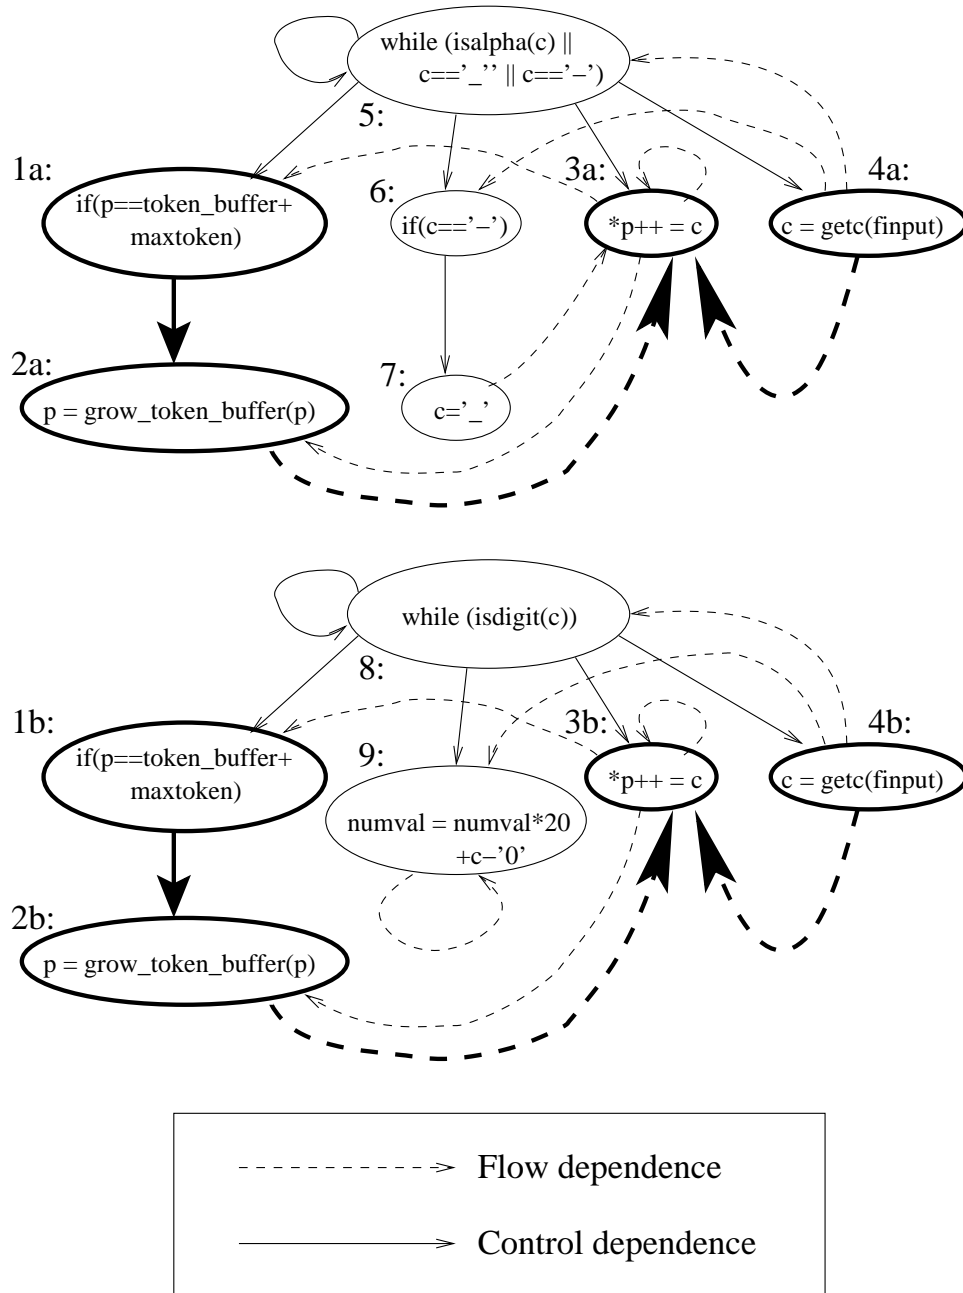 while (isalpha(c) ||
c=='_'' || c=='−')
5:
1a:
if(p==token_buffer+
maxtoken)
6:
if(c=='−')
3a:
*p++ = c
4a:
c = getc(finput)
2a:
p = grow_token_buffer(p)
7:
c='_'
while (isdigit(c))
8:
1b:
if(p==token_buffer+
maxtoken)
9:
numval = numval*20
+c−'0'
3b:
*p++ = c
4b:
c = getc(finput)
2b:
p = grow_token_buffer(p)
Flow dependence
Control dependence